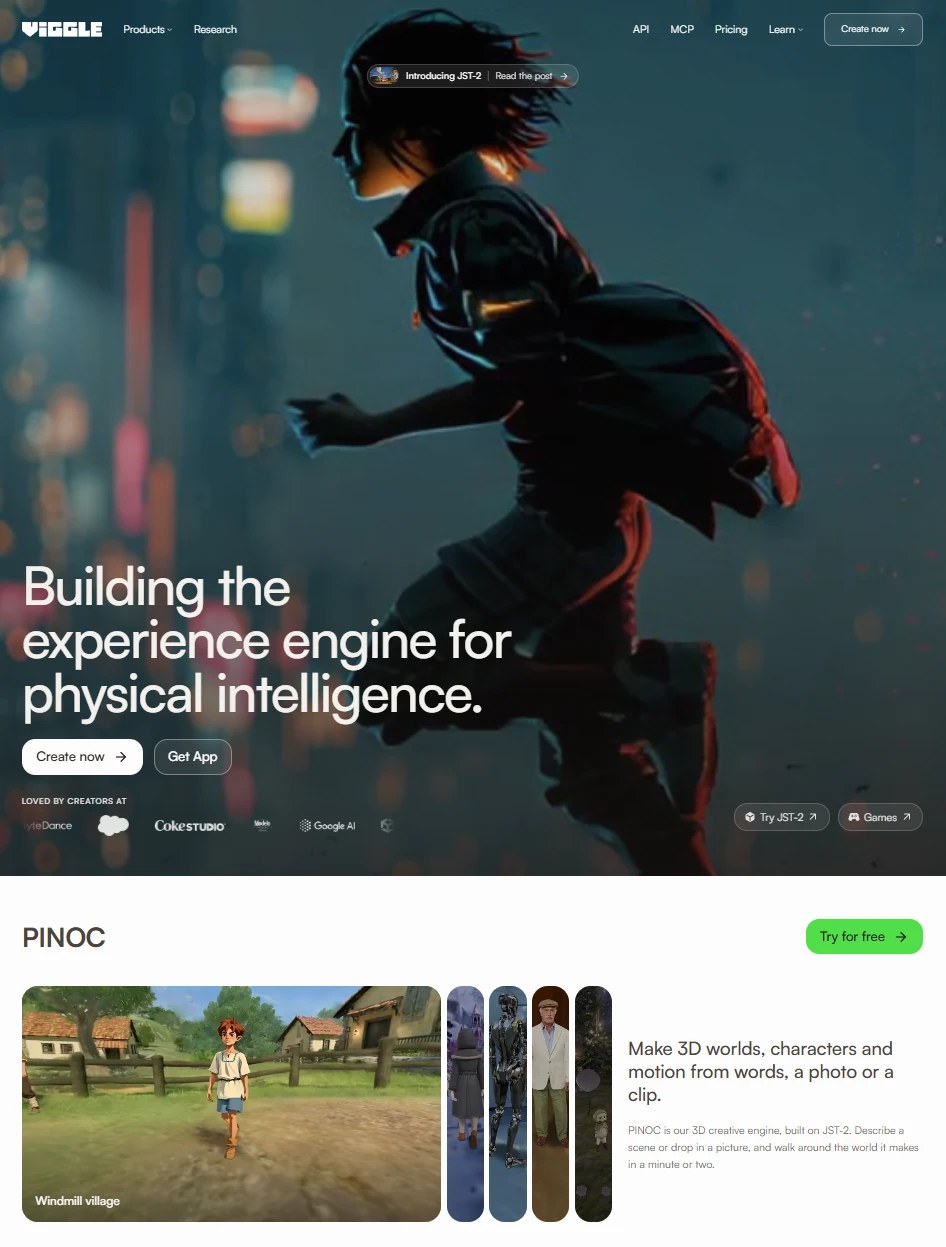 VIGGLE
Products
Research
API
MCP
Pricing
Learn
Create now
Introducing JST-2 | Read the post
Building the
experience engine for
physical intelligence.
Create now
Get App
LOVED BY CREATORS AT
yteDance
Coke STUDIO
Google AI
Try JST-2
Games
PINOC
Try for free
Windmill village
Make 3D worlds, characters and
motion from words, a photo or a
clip.
PINOC is our 3D creative engine, built on JST-2. Describe a
scene or drop in a picture, and walk around the world it makes
in a minute or two.